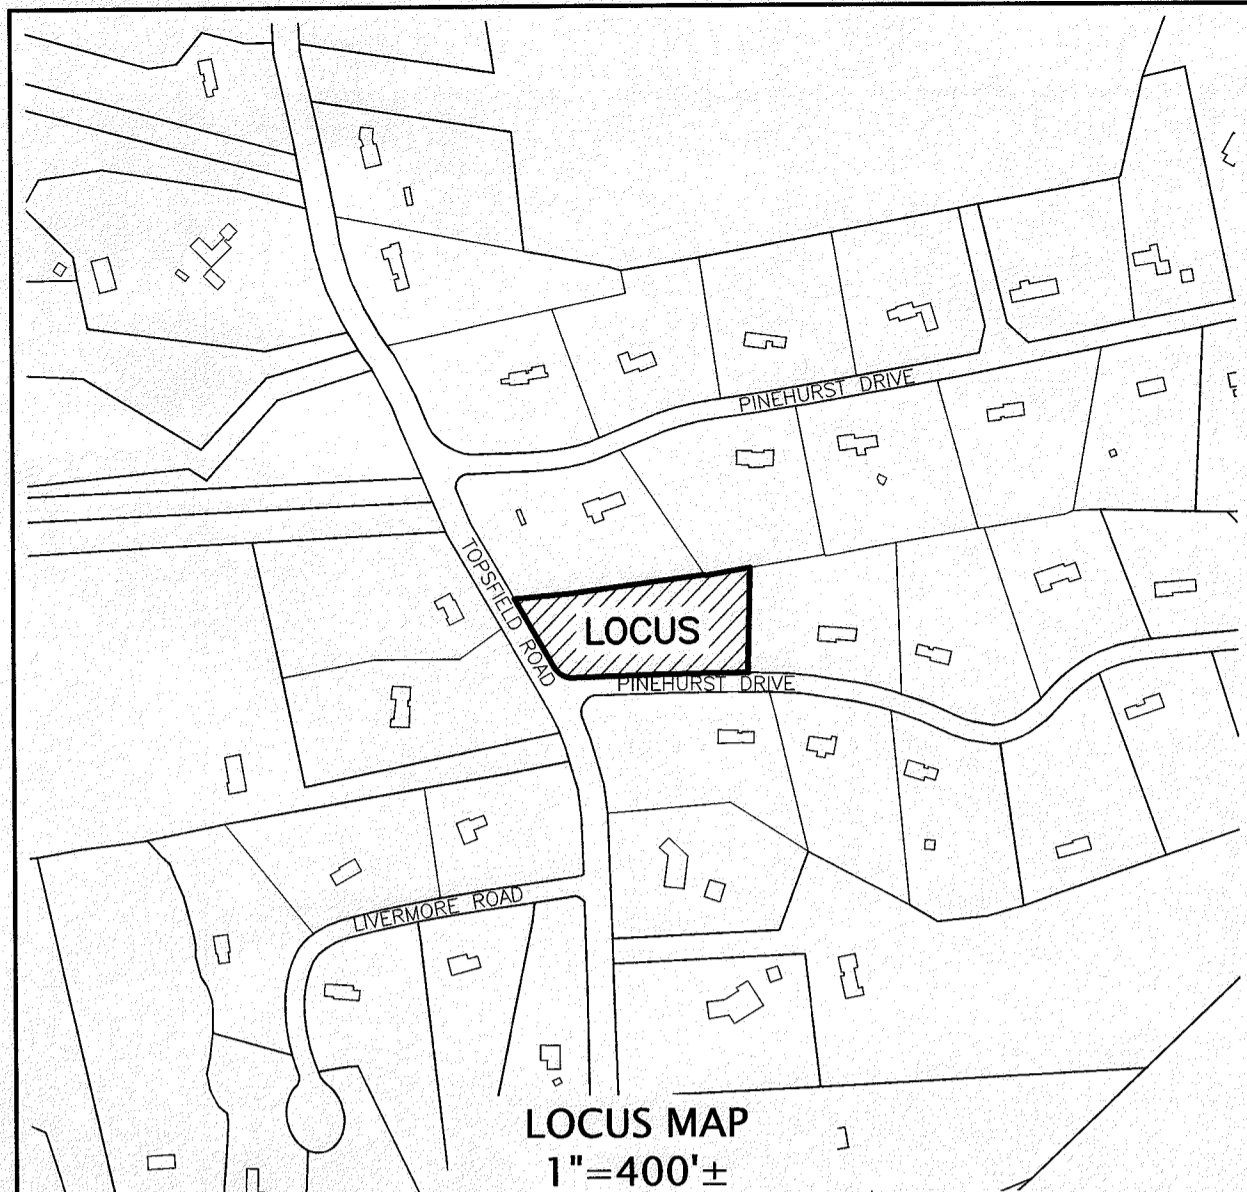 PINEHURST DRIVE
TOPSFIELD ROAD
LOCUS
PINEHURST DRIVE
LIVERMORE ROAD
LOCUS MAP
1"=400'±